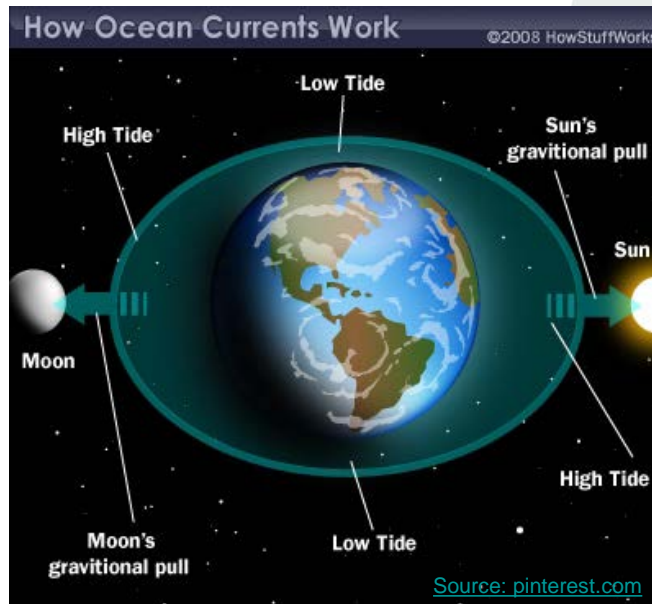 How Ocean Currents Work
©2008 HowStuffWorks
Low Tide
High Tide
Sun's
gravitional pull
Sun
Moon
High Tide
Moon's
gravitional pull
Low Tide
Source: pinterest.com